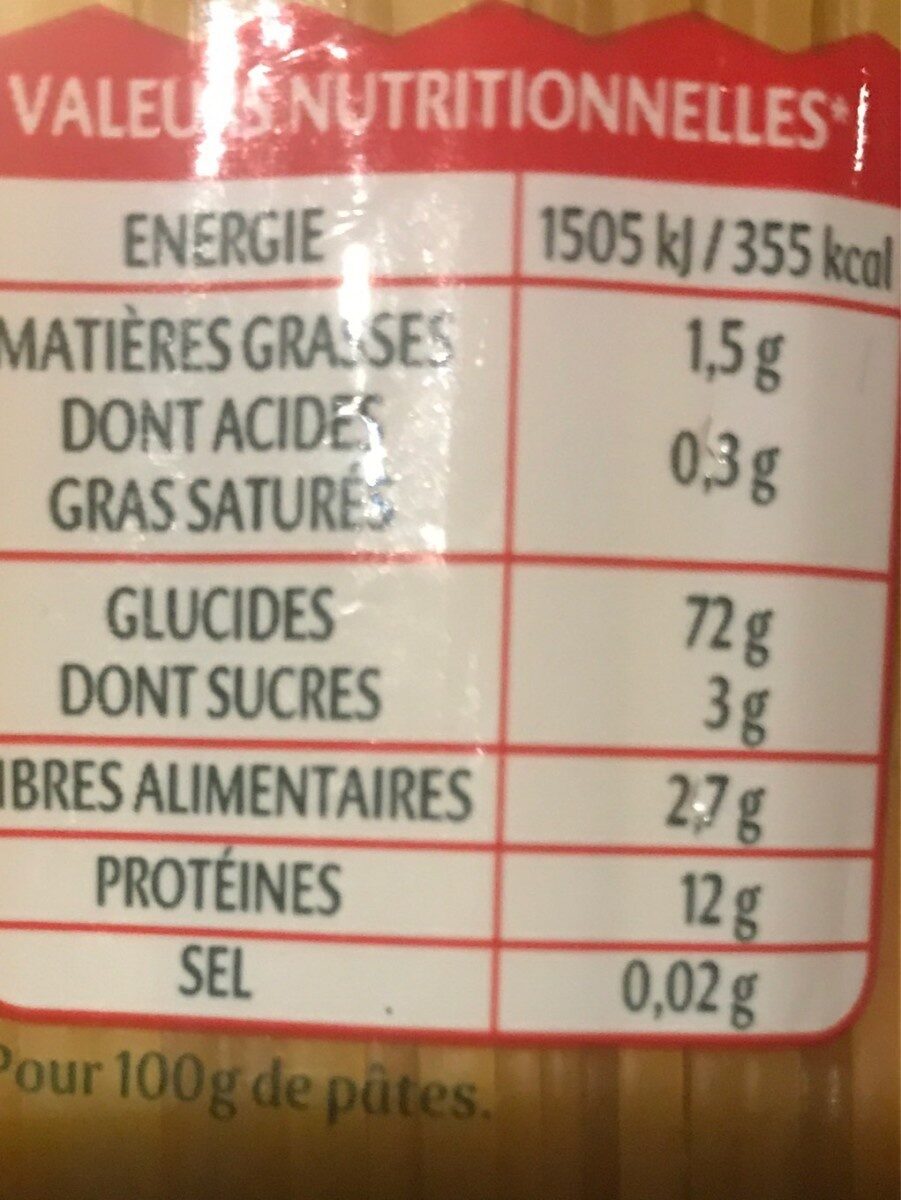 VALEURS NUTRITIONNELLES*
ENERGIE 1505 kJ / 355 kcal
MATIÈRES GRASSES 1,5 g
DONT ACIDES
GRAS SATURÉS 0,3 g
GLUCIDES 72 g
DONT SUCRES 3 g
IBRES ALIMENTAIRES 2,7 g
PROTÉINES 12 g
SEL 0,02 g
Pour 100g de pâtes.